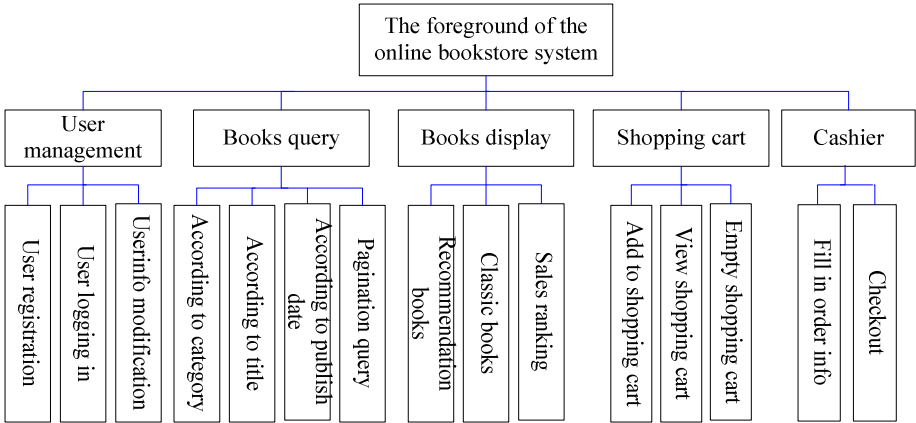 The foreground of the
online bookstore system
User
management
Books query
Books display
Shopping cart
Cashier
User registration
User logging in
Userinfo modification
According to category
According to title
According to publish
date
Pagination query
Recommendation
books
Classic books
Sales ranking
Add to shopping cart
View shopping cart
Empty shopping cart
Fill in order info
Checkout